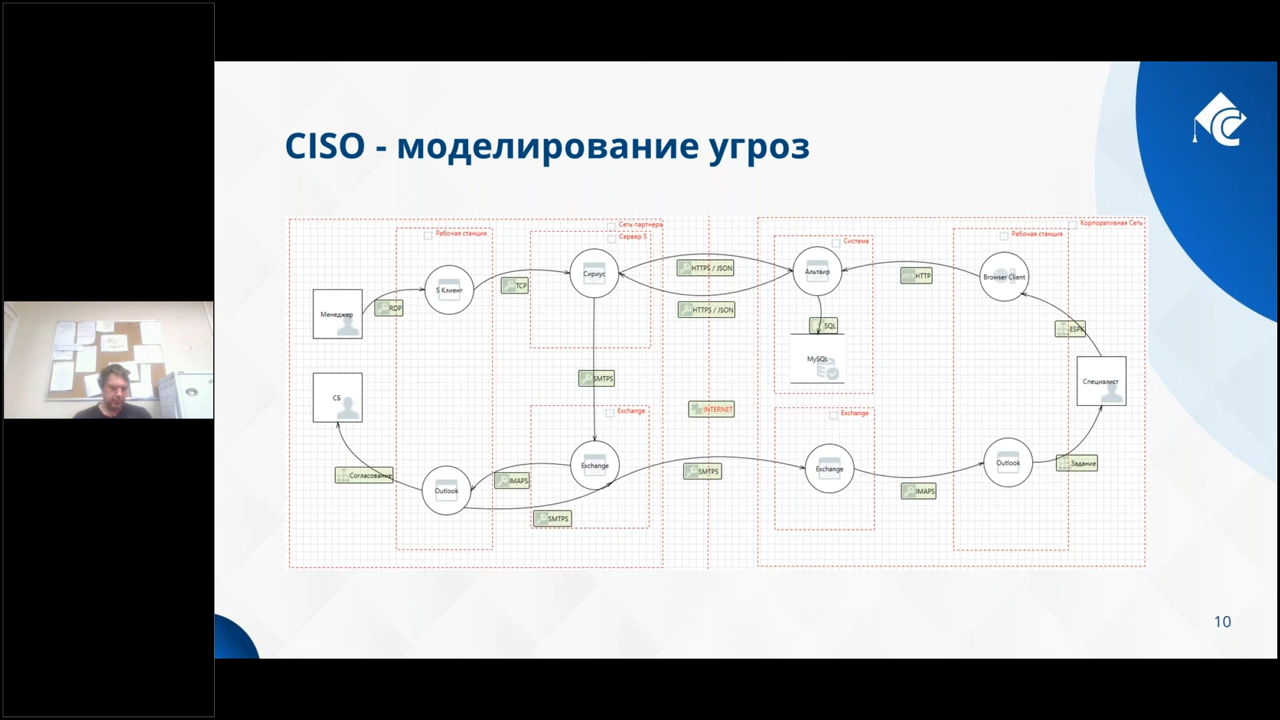 CISO - моделирование угроз
Сеть партнера
Рабочая станция
Сервер S
Менеджер
RDP
S Клиент
TCP
Сириус
HTTPS / JSON
HTTPS / JSON
СБ
SMTPS
Exchange
Согласование
Outlook
IMAPS
Exchange
SMTPS
INTERNET
SMTPS
Корпоративная Сеть
Система
Рабочая станция
Альтаир
HTTP
Browser Client
SQL
MySQL
Специалист
Exchange
Exchange
IMAPS
Outlook
Задание
10